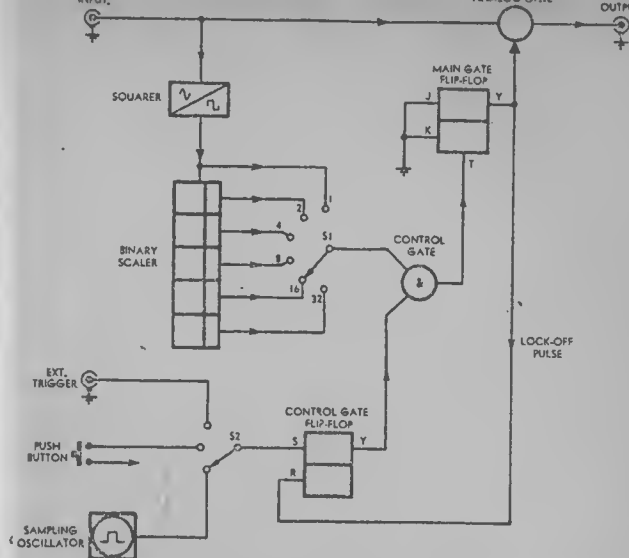 OUTPUT
SQUARER
MAIN GATE
FLIP-FLOP
J
K
Y
T
1
2
4
8
16
32
S1
BINARY
SCALER
CONTROL
GATE
&
LOCK-OFF
PULSE
EXT.
TRIGGER
PUSH
BUTTON
S2
CONTROL GATE
FLIP-FLOP
S
R
Y
SAMPLING
OSCILLATOR